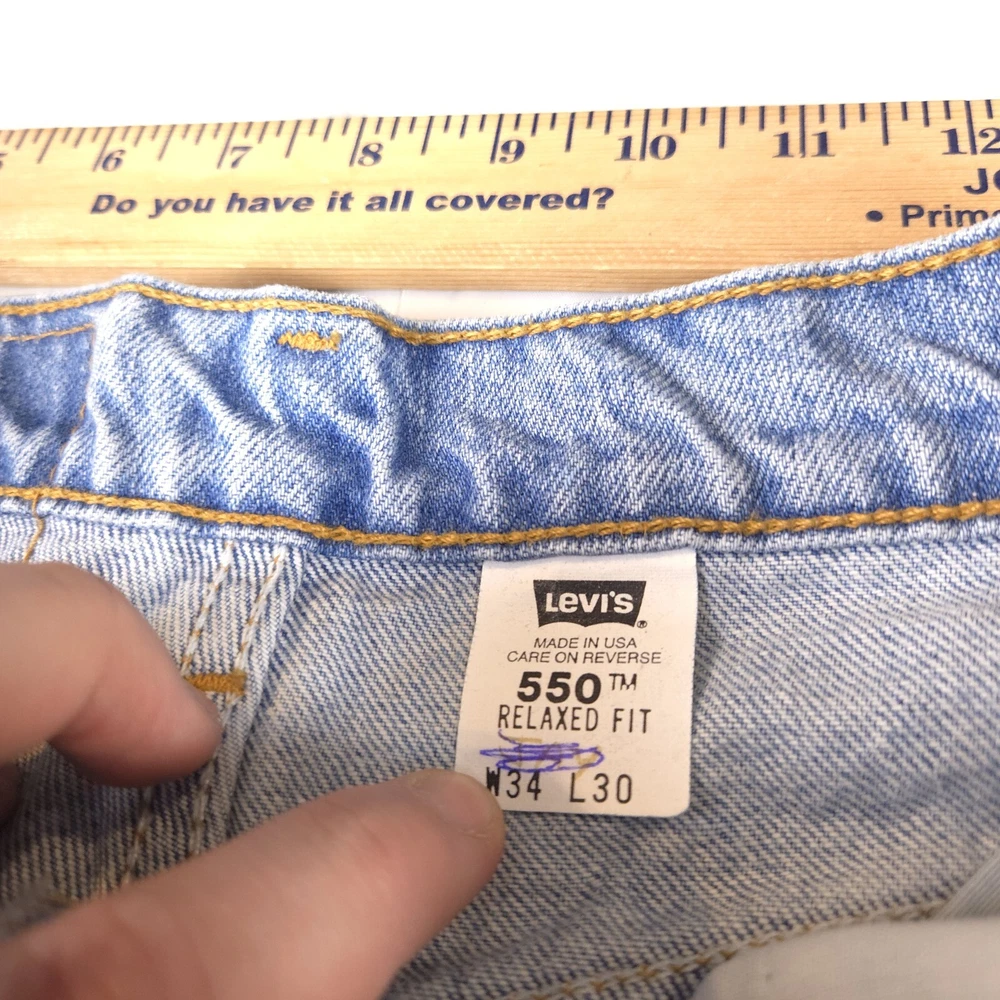 6 7 8 9 10 11 12
Do you have it all covered?
LEVI'S
®
MADE IN USA
CARE ON REVERSE
550™
RELAXED FIT
W34 L30